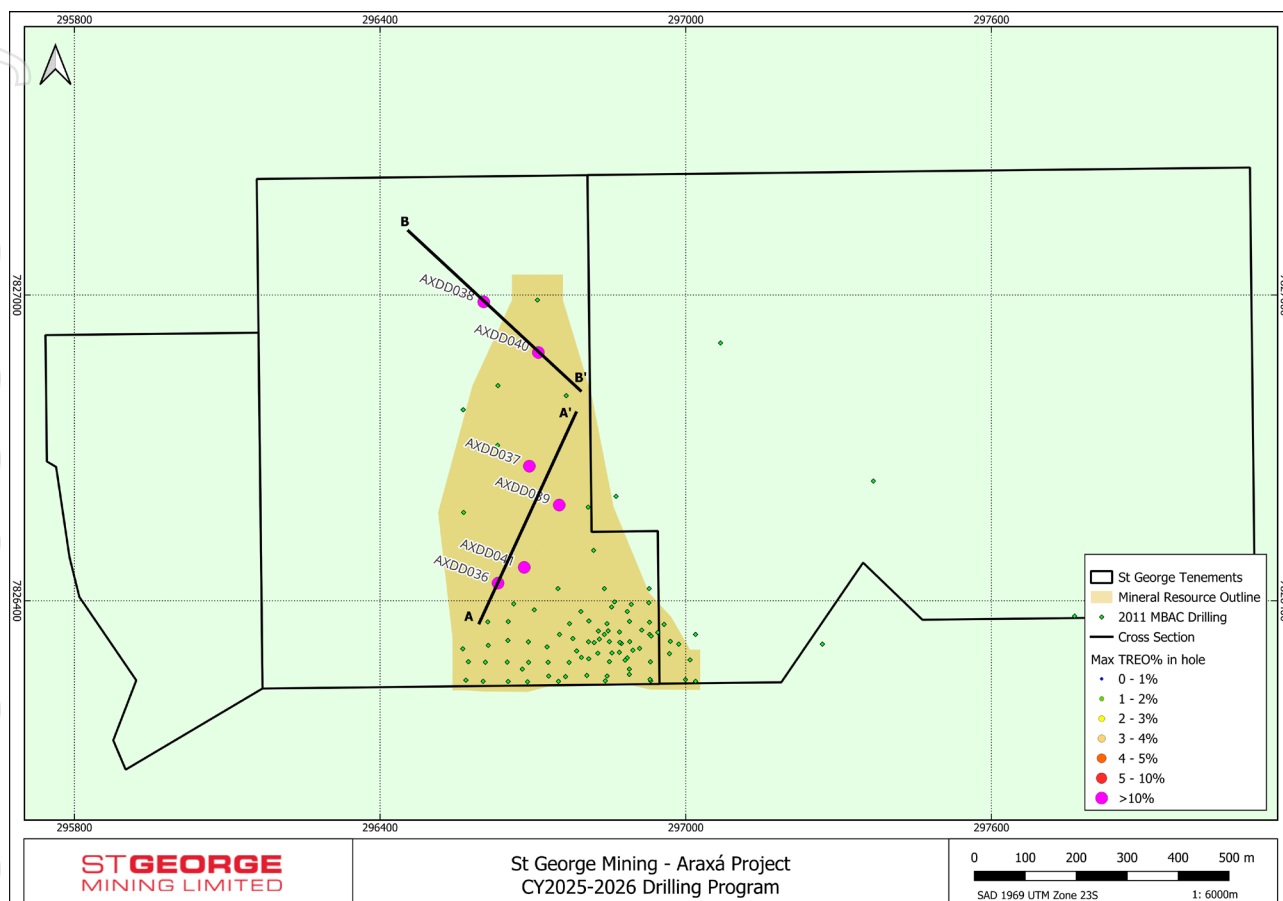 295800
296400
297000
297600
B
AXDD038
7827000
AXDD040
B'
A'
AXDD037
AXDD039
AXDD041
AXDD036
7826400
A
St George Tenements
Mineral Resource Outline
2011 MBAC Drilling
Cross Section
Max TREO% in hole
0 - 1%
1 - 2%
2 - 3%
3 - 4%
4 - 5%
5 - 10%
>10%
295800
296400
297000
297600
STGEORGE
MINING LIMITED
St George Mining - Araxá Project
CY2025-2026 Drilling Program
0 100 200 300 400 500 m
SAD 1969 UTM Zone 23S
1: 6000m